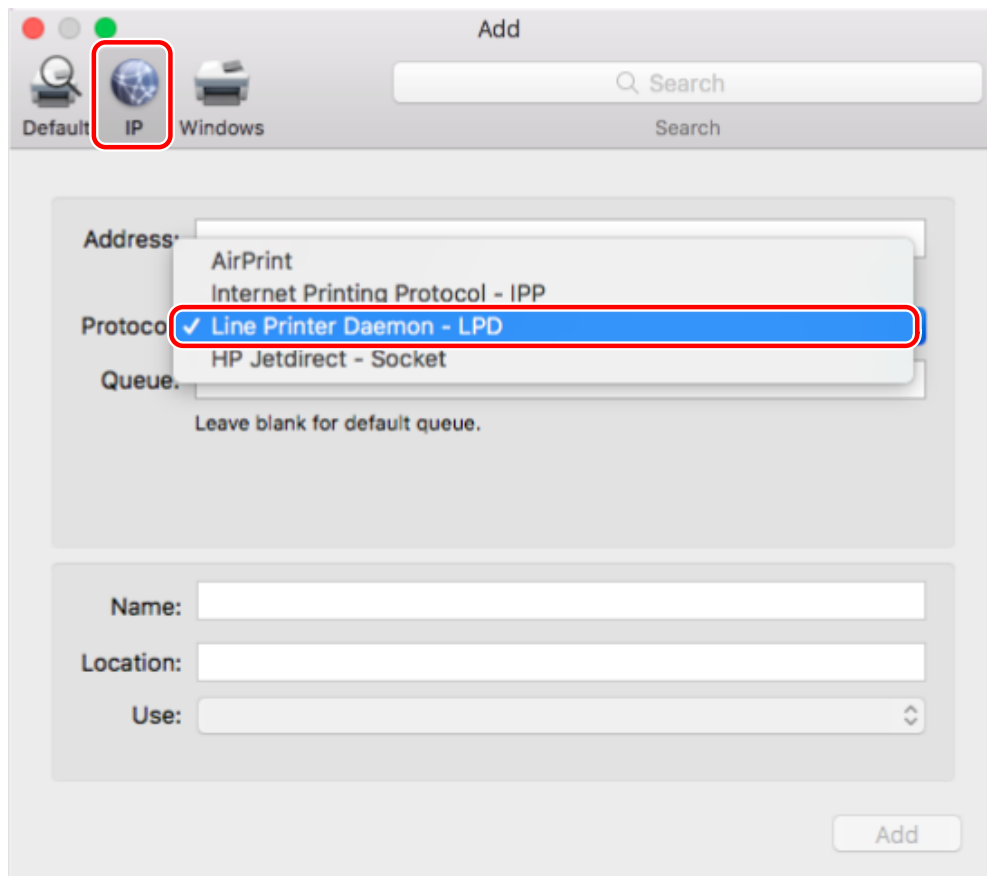 Add
Search
Default IP Windows
Search
Address:
AirPrint
Internet Printing Protocol - IPP
Protoco ✓ Line Printer Daemon - LPD
HP Jetdirect - Socket
Queue:
Leave blank for default queue.
Name:
Location:
Use:
Add